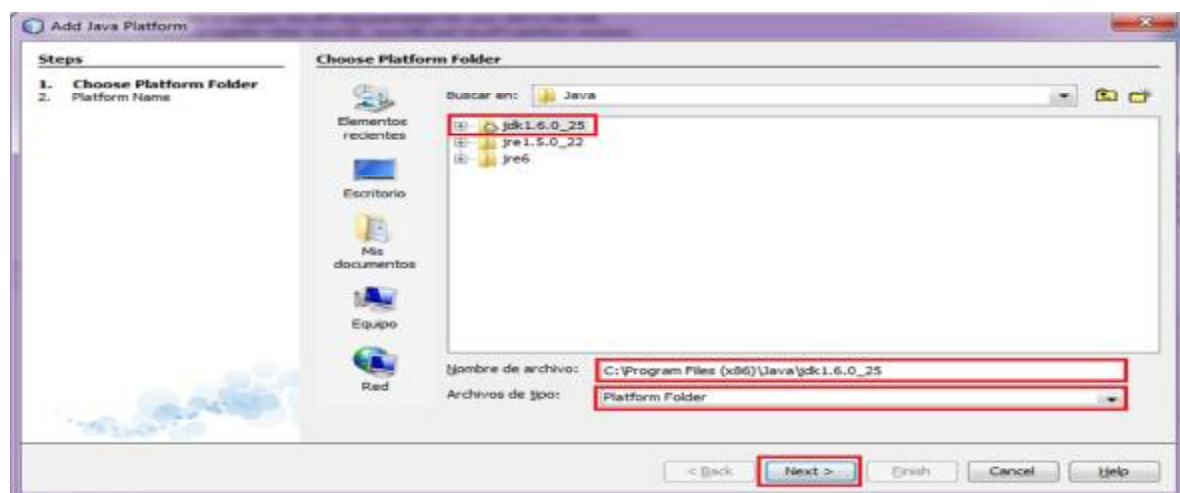 Add Java Platform
Steps
1. Choose Platform Folder
2. Platform Name
Choose Platform Folder
Buscar en: Java
Elementos recientes
Escritorio
Mis documentos
Equipo
Red
jdk1.6.0_25
jre1.5.0_22
jre6
Nombre de archivo: C:\Program Files (x86)\Java\jdk1.6.0_25
Archivos de tipo: Platform Folder
< Back Next > Finish Cancel Help